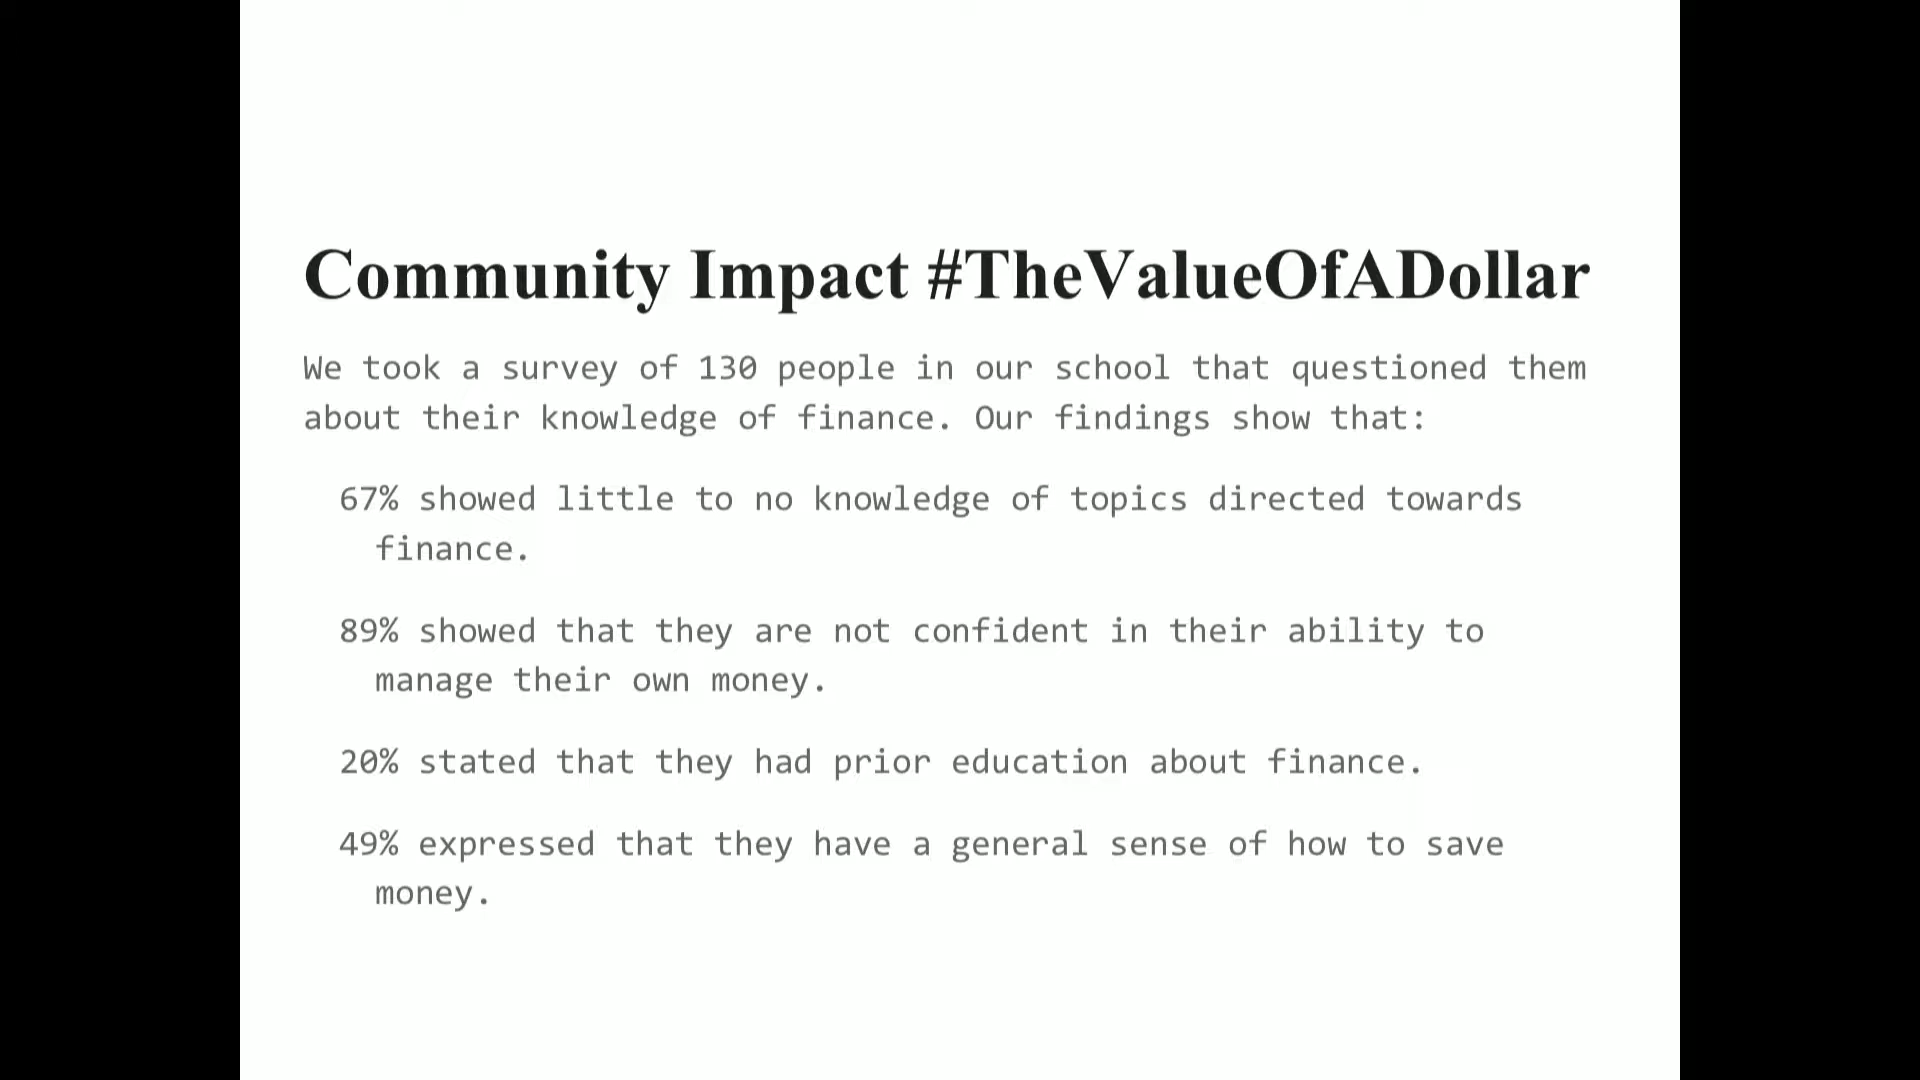 Community Impact #TheValueOfADollar
We took a survey of 130 people in our school that questioned them
about their knowledge of finance. Our findings show that:
67% showed little to no knowledge of topics directed towards
finance.
89% showed that they are not confident in their ability to
manage their own money.
20% stated that they had prior education about finance.
49% expressed that they have a general sense of how to save
money.